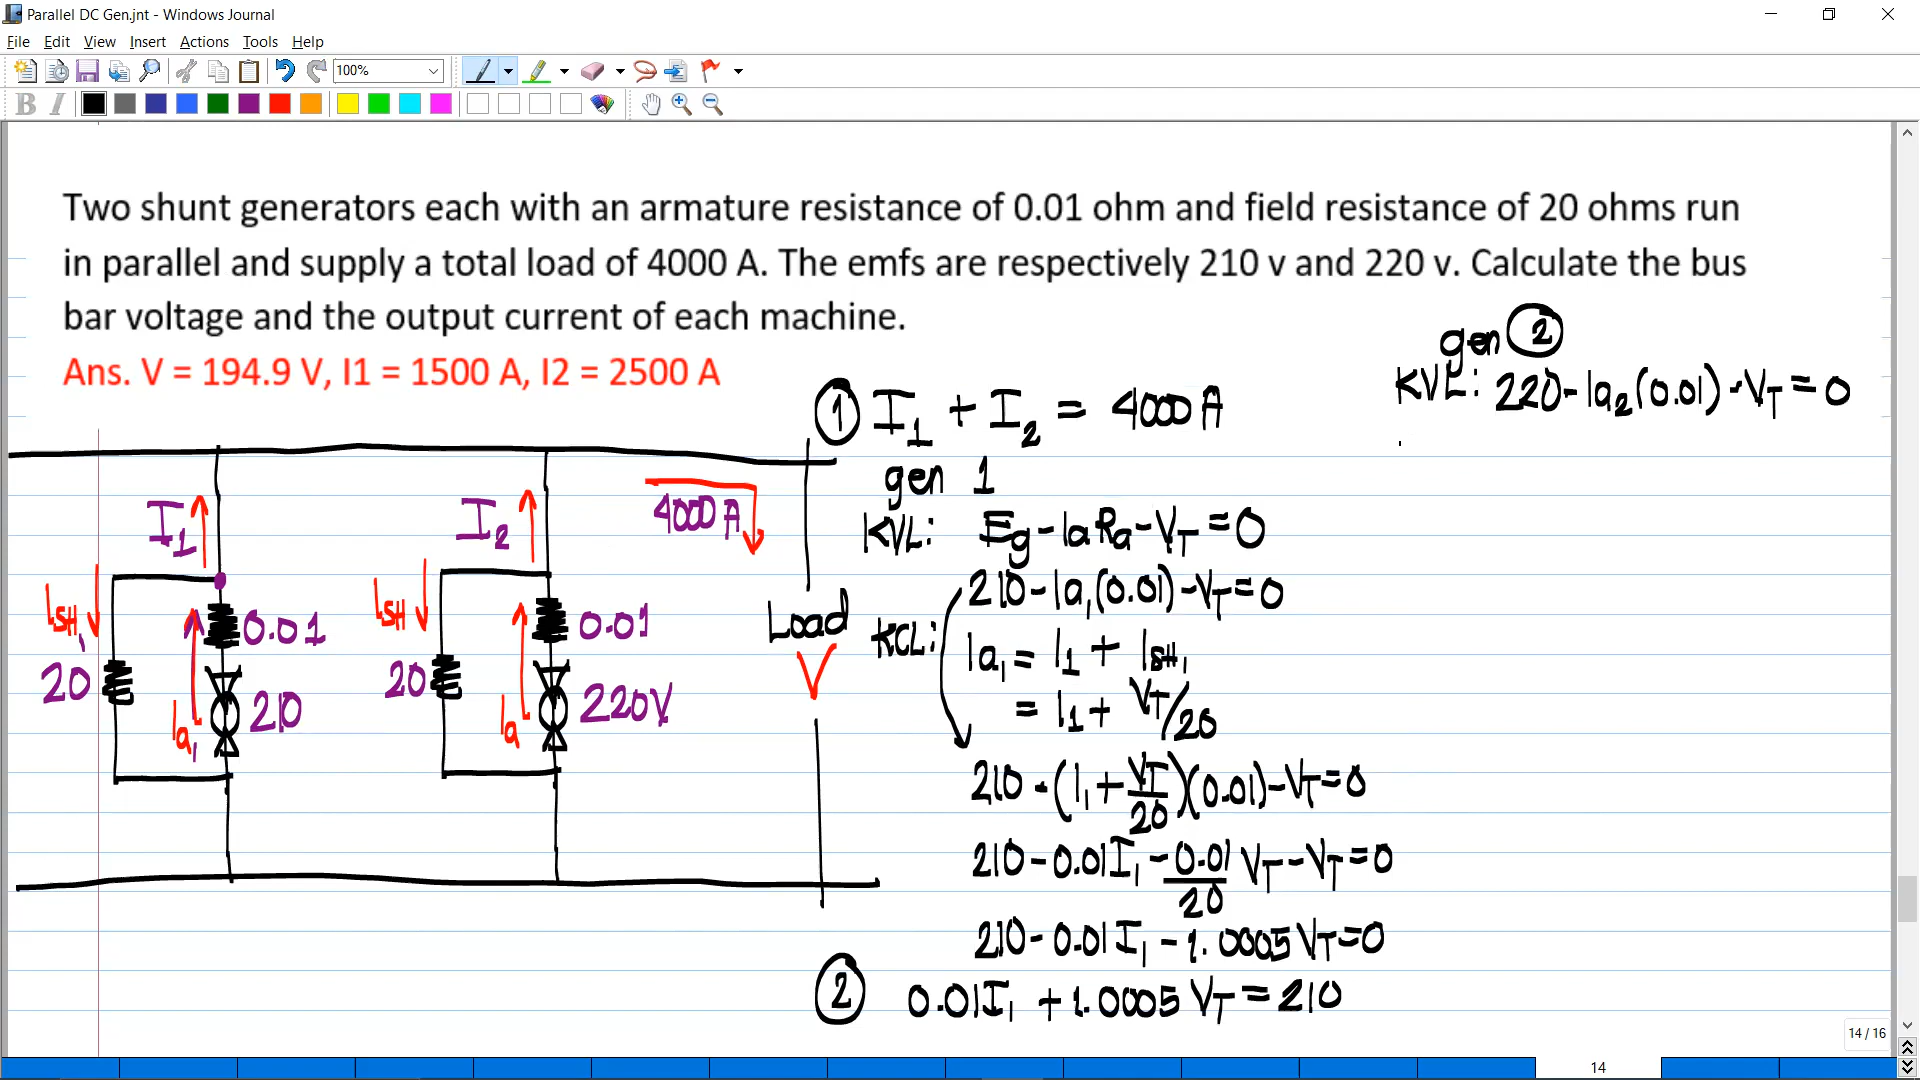 Parallel DC Gen.jnt - Windows Journal
File Edit View Insert Actions Tools Help
100%
B I
Two shunt generators each with an armature resistance of 0.01 ohm and field resistance of 20 ohms run
in parallel and supply a total load of 4000 A. The emfs are respectively 210 v and 220 v. Calculate the bus
bar voltage and the output current of each machine.
Ans. V = 194.9 V, I1 = 1500 A, I2 = 2500 A
I₁
I₂
4000 A
Ish₁
Ish
0.01
0.01
20
20
210
220V
Ia₁
Ia
Load
V
① I₁ + I₂ = 4000 A
gen 1
KVL: Eg - IaRa - VT = 0
210 - Ia₁(0.01) - VT = 0
KCL: Ia₁ = I₁ + Ish₁
= I₁ + VT/20
210 - (I₁ + VT/20)(0.01) - VT = 0
210 - 0.01I₁ - 0.01/20 VT - VT = 0
210 - 0.01I₁ - 1.0005VT = 0
② 0.01I₁ + 1.0005VT = 210
gen ②
KVL: 220 - Ia₂(0.01) - VT = 0
14 / 16
14